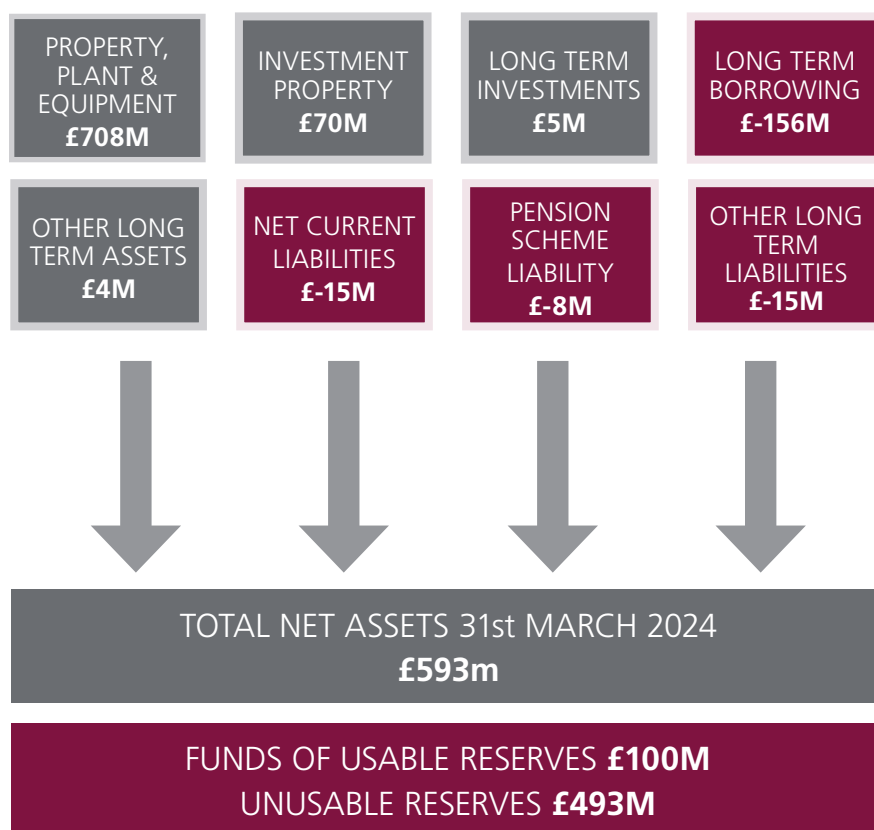 PROPERTY,
PLANT &
EQUIPMENT
£708M
INVESTMENT
PROPERTY
£70M
LONG TERM
INVESTMENTS
£5M
LONG TERM
BORROWING
£-156M
OTHER LONG
TERM ASSETS
£4M
NET CURRENT
LIABILITIES
£-15M
PENSION
SCHEME
LIABILITY
£-8M
OTHER LONG
TERM
LIABILITIES
£-15M
TOTAL NET ASSETS 31st MARCH 2024
£593m
FUNDS OF USABLE RESERVES £100M
UNUSABLE RESERVES £493M